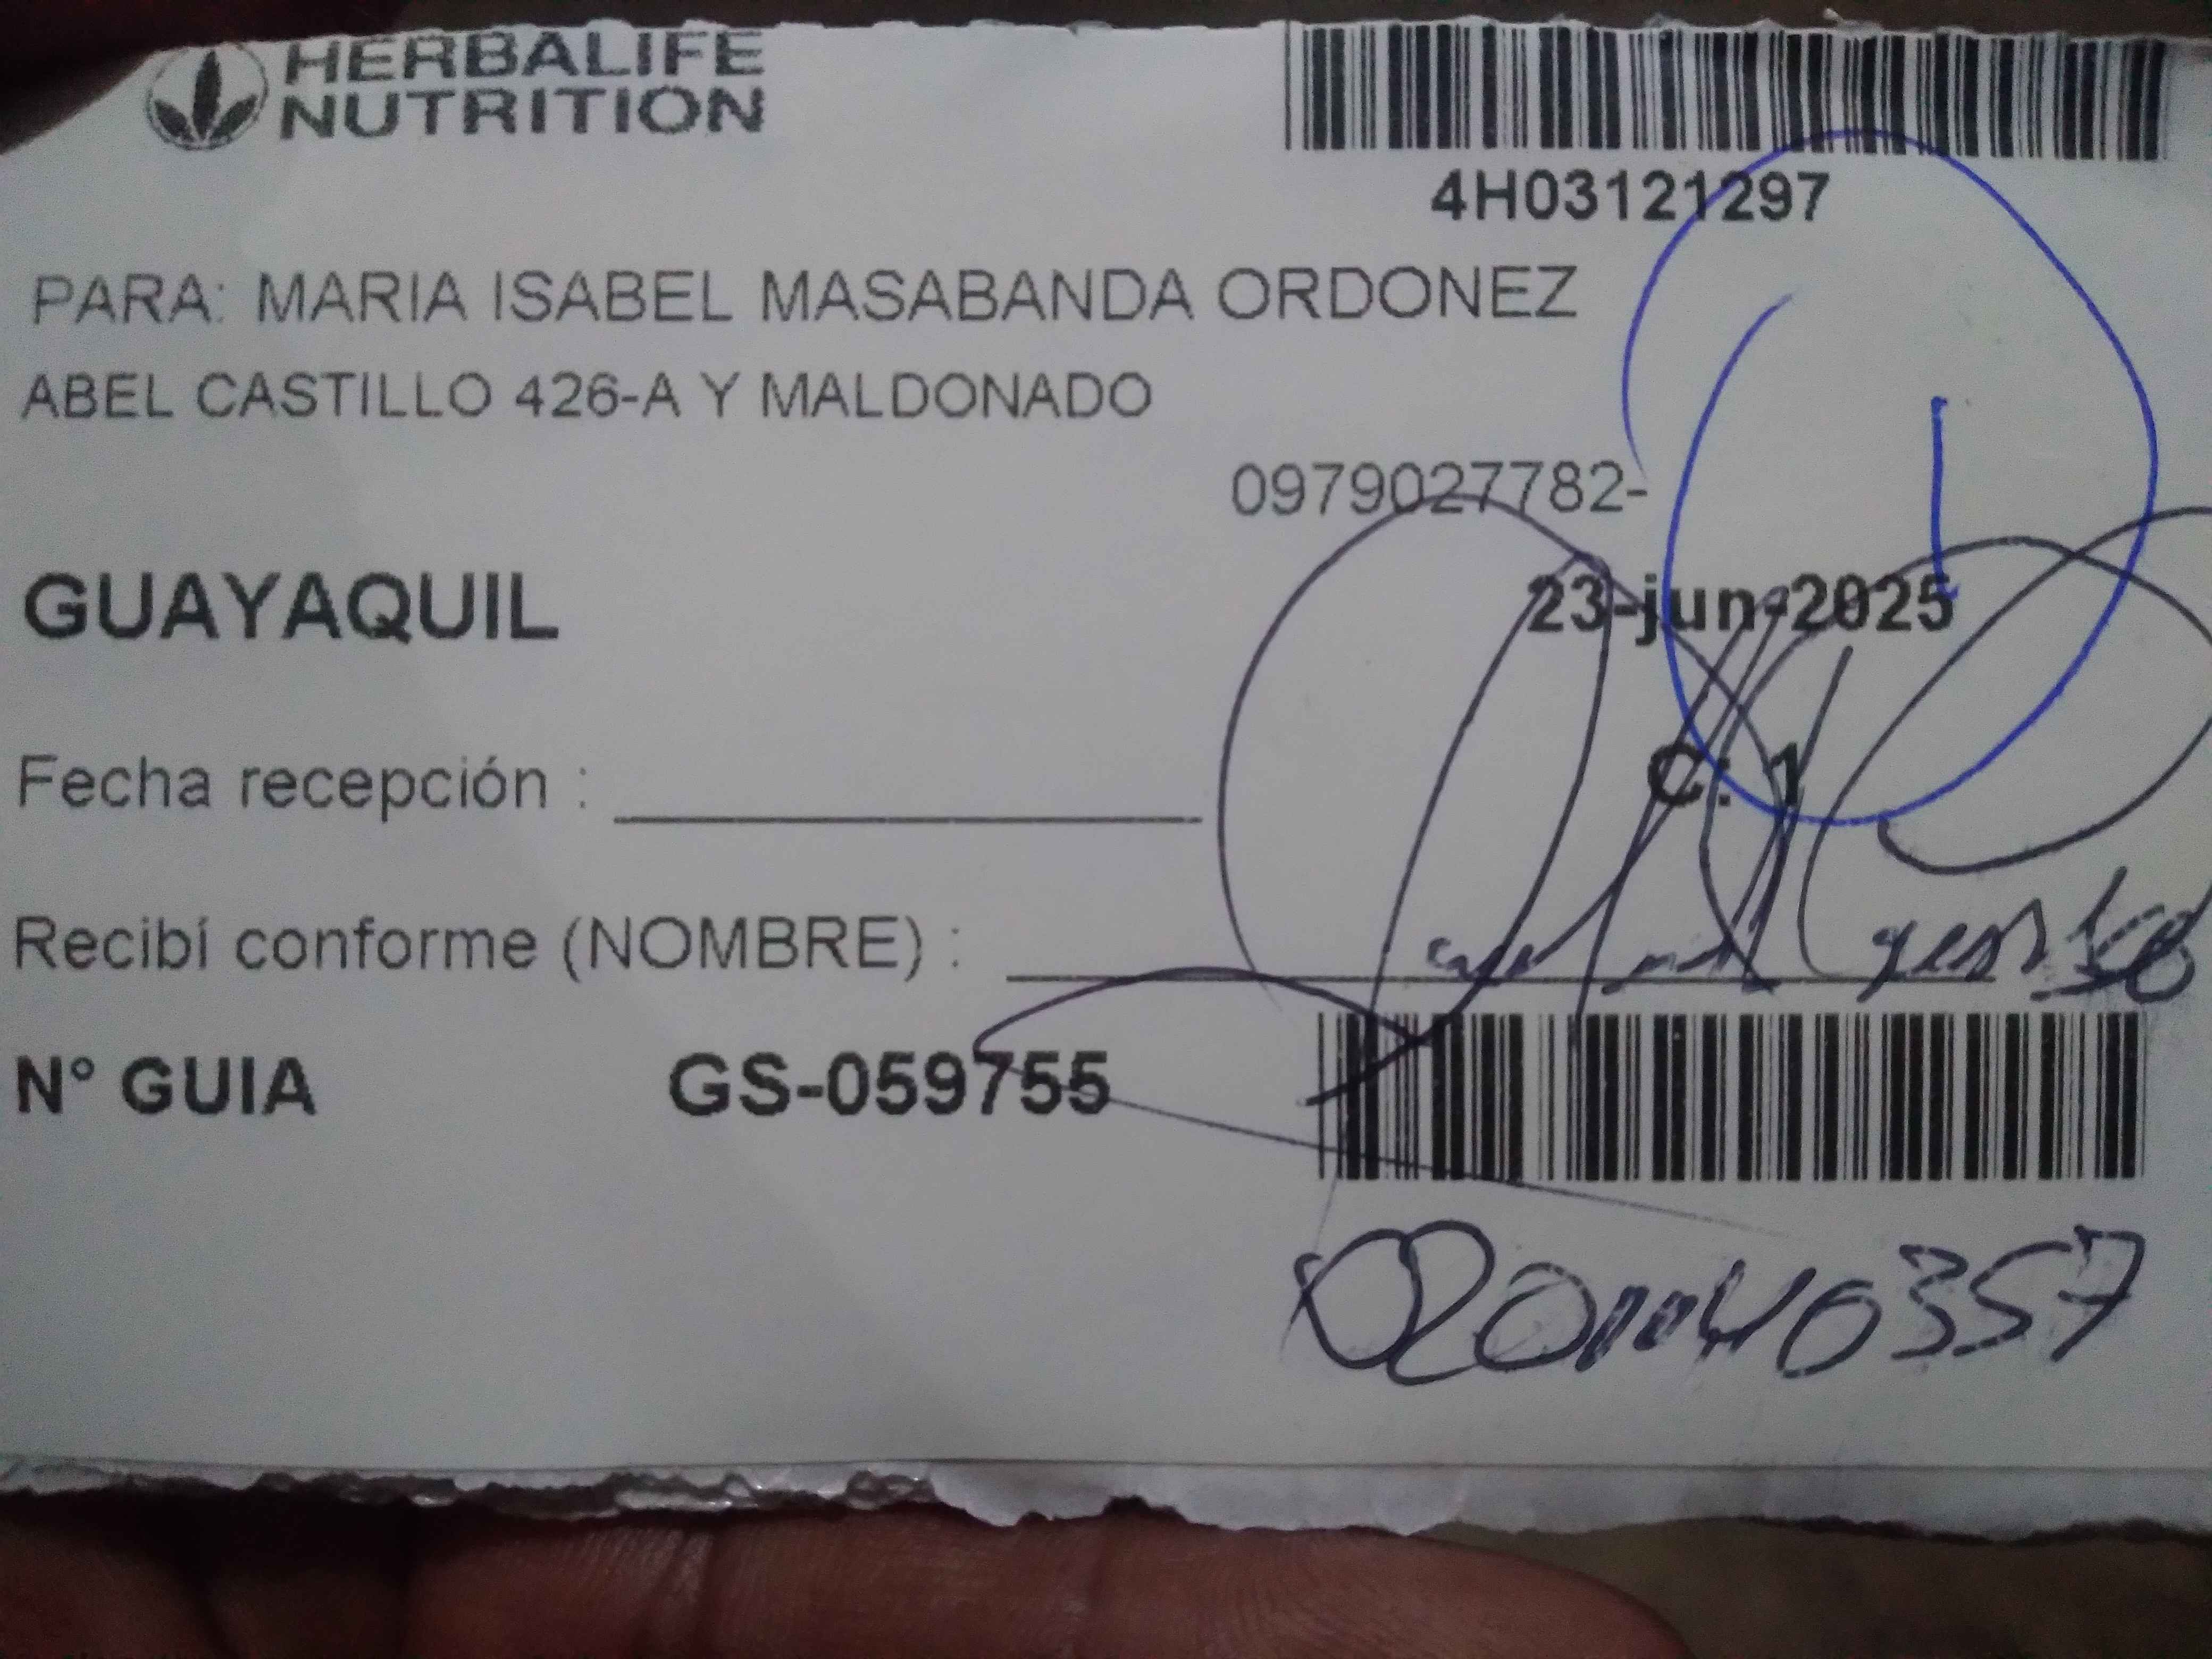 HERBALIFE
NUTRITION
4H03121297
PARA: MARIA ISABEL MASABANDA ORDONEZ
ABEL CASTILLO 426-A Y MALDONADO
0979027782-
GUAYAQUIL
23-jun-2025
C: 1
Fecha recepción :
Recibí conforme (NOMBRE) :
N° GUIA GS-059755